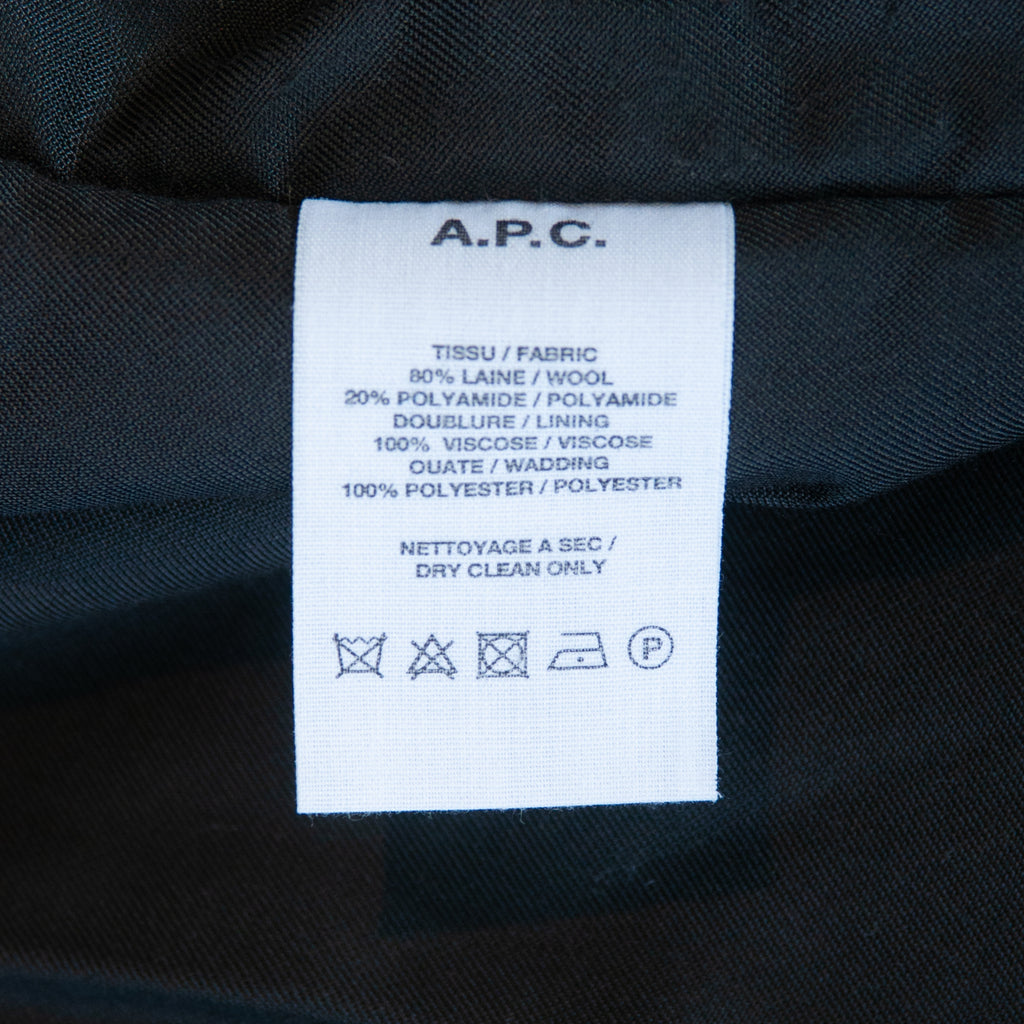 A.P.C.
TISSU / FABRIC
80% LAINE / WOOL
20% POLYAMIDE / POLYAMIDE
DOUBLURE / LINING
100% VISCOSE / VISCOSE
OUATE / WADDING
100% POLYESTER / POLYESTER
NETTOYAGE A SEC /
DRY CLEAN ONLY
P